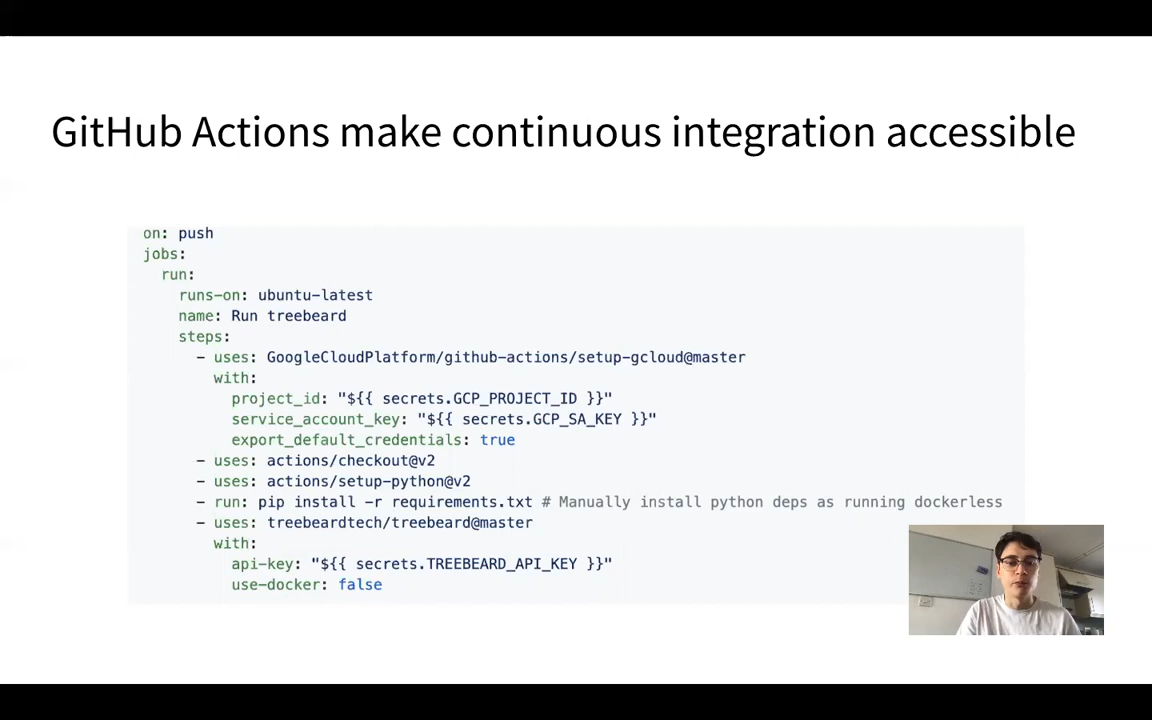 GitHub Actions make continuous integration accessible
on: push
jobs:
  run:
    runs-on: ubuntu-latest
    name: Run treebeard
    steps:
      - uses: GoogleCloudPlatform/github-actions/setup-gcloud@master
        with:
          project_id: "${{ secrets.GCP_PROJECT_ID }}"
          service_account_key: "${{ secrets.GCP_SA_KEY }}"
          export_default_credentials: true
      - uses: actions/checkout@v2
      - uses: actions/setup-python@v2
      - run: pip install -r requirements.txt # Manually install python deps as running dockerless
      - uses: treebeardtech/treebeard@master
        with:
          api-key: "${{ secrets.TREEBEARD_API_KEY }}"
          use-docker: false